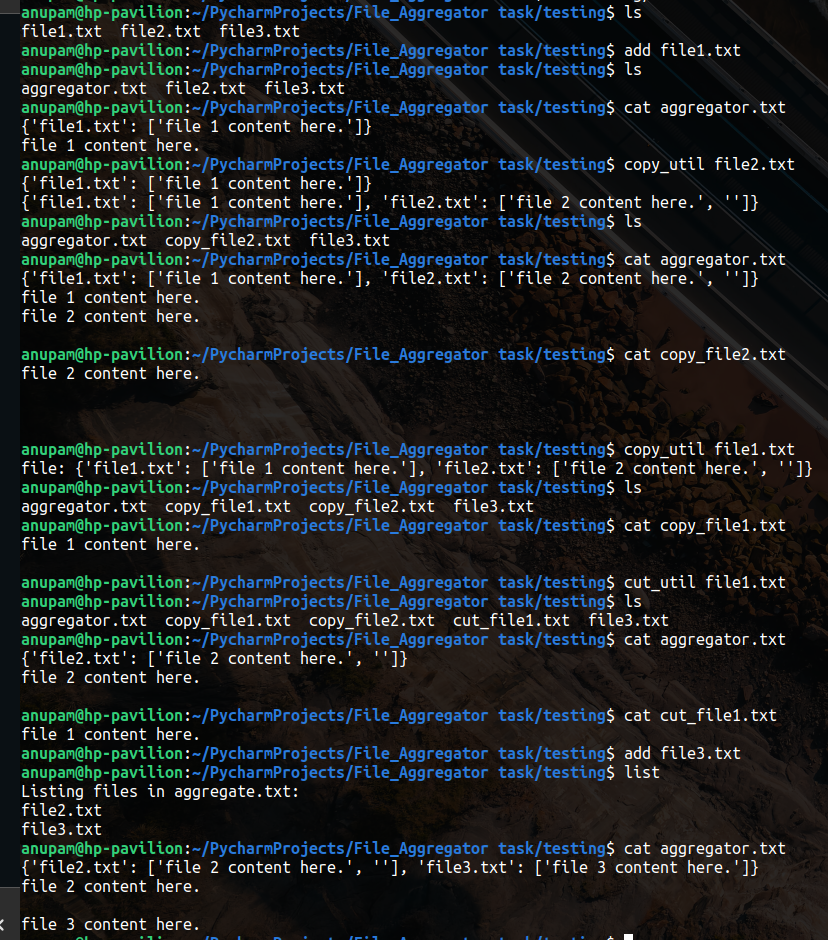 anupam@hp-pavilion:~/PycharmProjects/File_Aggregator task/testing$ ls
file1.txt  file2.txt  file3.txt
anupam@hp-pavilion:~/PycharmProjects/File_Aggregator task/testing$ add file1.txt
anupam@hp-pavilion:~/PycharmProjects/File_Aggregator task/testing$ ls
aggregator.txt  file2.txt  file3.txt
anupam@hp-pavilion:~/PycharmProjects/File_Aggregator task/testing$ cat aggregator.txt
{'file1.txt': ['file 1 content here.']}
file 1 content here.
anupam@hp-pavilion:~/PycharmProjects/File_Aggregator task/testing$ copy_util file2.txt
{'file1.txt': ['file 1 content here.']}
{'file1.txt': ['file 1 content here.'], 'file2.txt': ['file 2 content here.', '']}
anupam@hp-pavilion:~/PycharmProjects/File_Aggregator task/testing$ ls
aggregator.txt  copy_file2.txt  file3.txt
anupam@hp-pavilion:~/PycharmProjects/File_Aggregator task/testing$ cat aggregator.txt
{'file1.txt': ['file 1 content here.'], 'file2.txt': ['file 2 content here.', '']}
file 1 content here.
file 2 content here.
anupam@hp-pavilion:~/PycharmProjects/File_Aggregator task/testing$ cat copy_file2.txt
file 2 content here.
anupam@hp-pavilion:~/PycharmProjects/File_Aggregator task/testing$ copy_util file1.txt
file: {'file1.txt': ['file 1 content here.'], 'file2.txt': ['file 2 content here.', '']}
anupam@hp-pavilion:~/PycharmProjects/File_Aggregator task/testing$ ls
aggregator.txt  copy_file1.txt  copy_file2.txt  file3.txt
anupam@hp-pavilion:~/PycharmProjects/File_Aggregator task/testing$ cat copy_file1.txt
file 1 content here.
anupam@hp-pavilion:~/PycharmProjects/File_Aggregator task/testing$ cut_util file1.txt
anupam@hp-pavilion:~/PycharmProjects/File_Aggregator task/testing$ ls
aggregator.txt  copy_file1.txt  copy_file2.txt  cut_file1.txt  file3.txt
anupam@hp-pavilion:~/PycharmProjects/File_Aggregator task/testing$ cat aggregator.txt
{'file2.txt': ['file 2 content here.', '']}
file 2 content here.
anupam@hp-pavilion:~/PycharmProjects/File_Aggregator task/testing$ cat cut_file1.txt
file 1 content here.
anupam@hp-pavilion:~/PycharmProjects/File_Aggregator task/testing$ add file3.txt
anupam@hp-pavilion:~/PycharmProjects/File_Aggregator task/testing$ list
Listing files in aggregate.txt:
file2.txt
file3.txt
anupam@hp-pavilion:~/PycharmProjects/File_Aggregator task/testing$ cat aggregator.txt
{'file2.txt': ['file 2 content here.', ''], 'file3.txt': ['file 3 content here.']}
file 2 content here.
file 3 content here.
anupam@hp-pavilion:~/PycharmProjects/File_Aggregator task/testing$